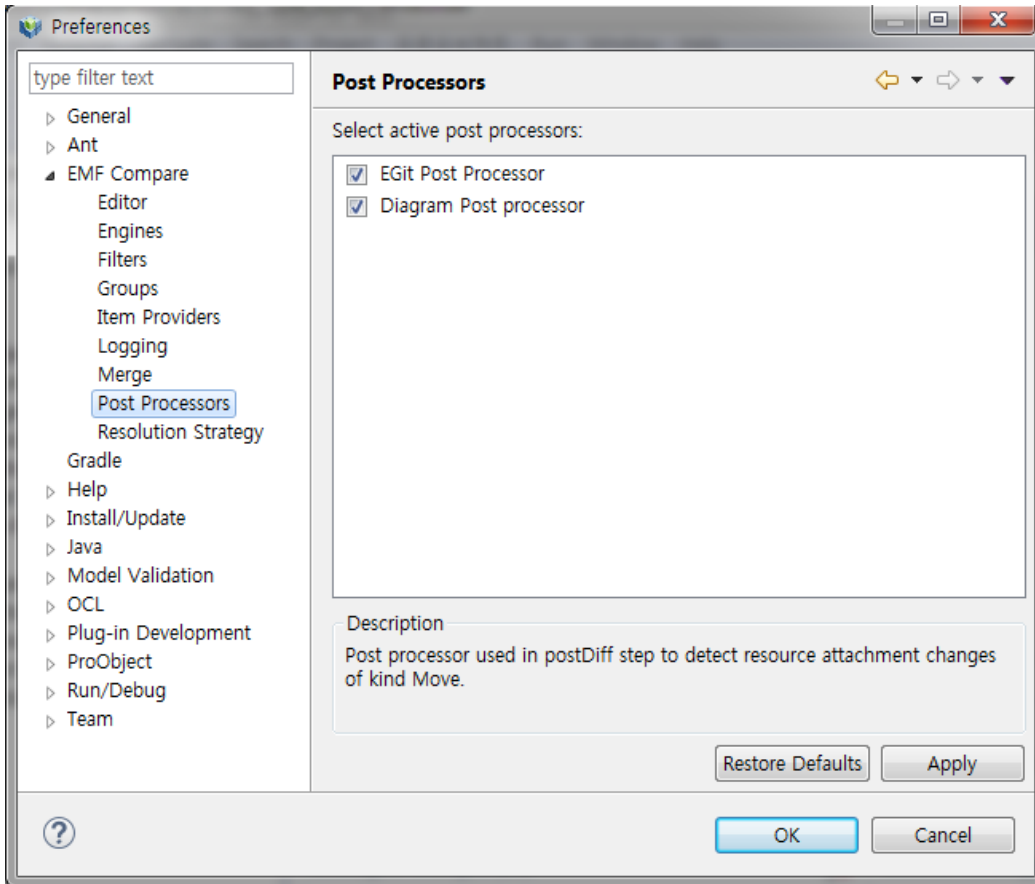 Preferences
type filter text
General
Ant
EMF Compare
Editor
Engines
Filters
Groups
Item Providers
Logging
Merge
Post Processors
Resolution Strategy
Gradle
Help
Install/Update
Java
Model Validation
OCL
Plug-in Development
ProObject
Run/Debug
Team
Post Processors
Select active post processors:
EGit Post Processor
Diagram Post processor
Description
Post processor used in postDiff step to detect resource attachment changes
of kind Move.
Restore Defaults
Apply
OK
Cancel